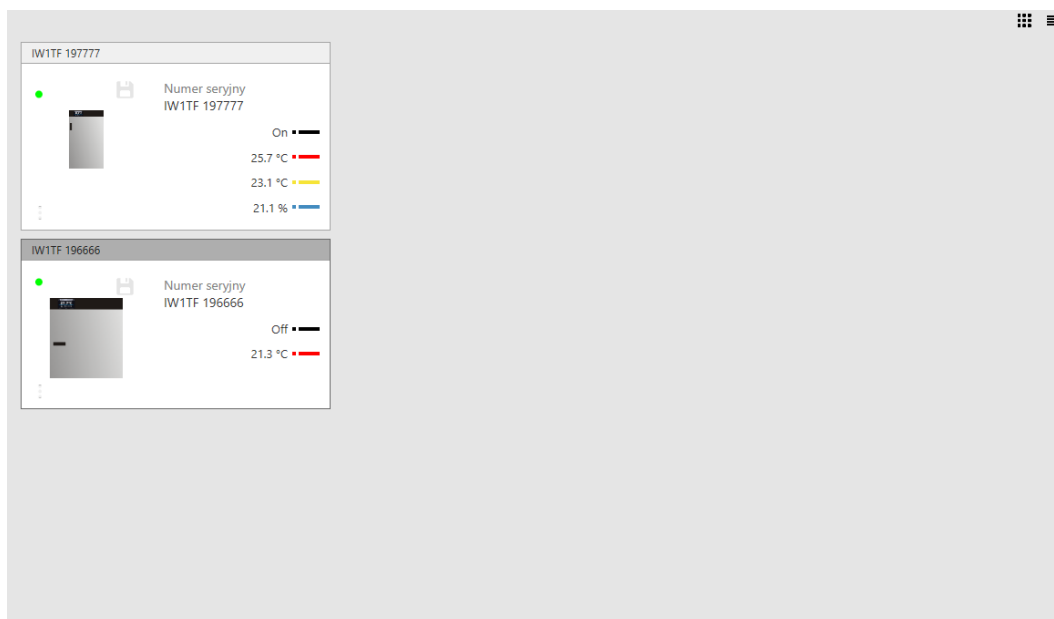 IW1TF 197777
Numer seryjny
IW1TF 197777
On
25.7 °C
23.1 °C
21.1 %
IW1TF 196666
Numer seryjny
IW1TF 196666
Off
21.3 °C